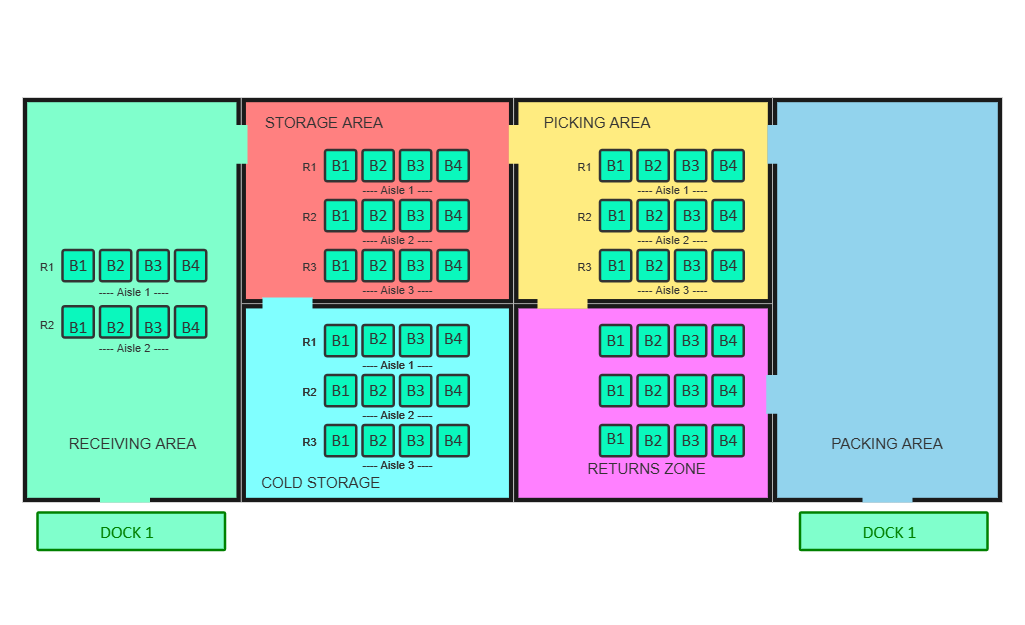 STORAGE AREA
R1 B1 B2 B3 B4
---- Aisle 1 ----
R2 B1 B2 B3 B4
---- Aisle 2 ----
R3 B1 B2 B3 B4
---- Aisle 3 ----
PICKING AREA
R1 B1 B2 B3 B4
---- Aisle 1 ----
R2 B1 B2 B3 B4
---- Aisle 2 ----
R3 B1 B2 B3 B4
---- Aisle 3 ----
R1 B1 B2 B3 B4
---- Aisle 1 ----
R2 B1 B2 B3 B4
---- Aisle 2 ----
RECEIVING AREA
R1 B1 B2 B3 B4
---- Aisle 1 ----
R2 B1 B2 B3 B4
---- Aisle 2 ----
R3 B1 B2 B3 B4
---- Aisle 3 ----
COLD STORAGE
B1 B2 B3 B4
B1 B2 B3 B4
B1 B2 B3 B4
RETURNS ZONE
PACKING AREA
DOCK 1
DOCK 1